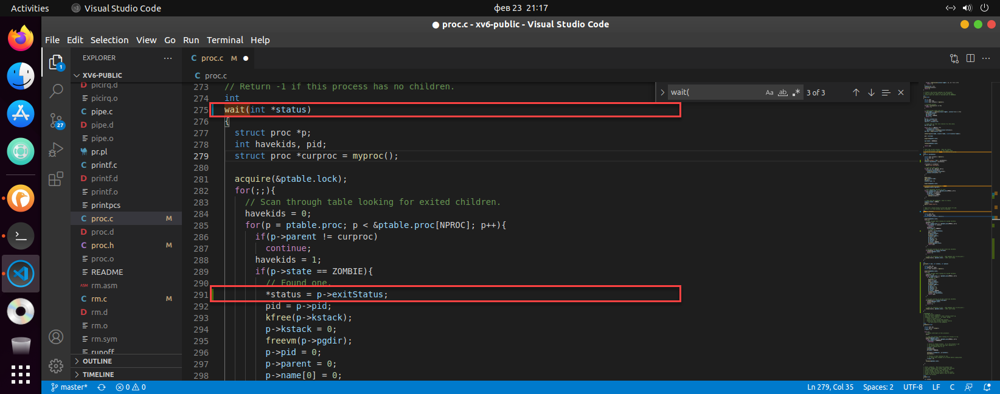 Activities
Visual Studio Code
фев 23 21:17
● proc.c - xv6-public - Visual Studio Code
File Edit Selection View Go Run Terminal Help
EXPLORER ···
C proc.c M ●
XV6-PUBLIC
C proc.c
1
27
D picirq.d
picirq.o
C pipe.c
D pipe.d
pipe.o
pr.pl
C printf.c
D printf.d
printf.o
printpcs
C proc.c M
D proc.d
C proc.h M
proc.o
README
ASM rm.asm
C rm.c M
D rm.d
rm.o
rm.sym
runoff
OUTLINE
TIMELINE
wait( Aa ab .* 3 of 3
273 // Return -1 if this process has no children.
274 int
275 wait(int *status)
276 {
277 struct proc *p;
278 int havekids, pid;
279 struct proc *curproc = myproc();
280
281 acquire(&ptable.lock);
282 for(;;){
283 // Scan through table looking for exited children.
284 havekids = 0;
285 for(p = ptable.proc; p < &ptable.proc[NPROC]; p++){
286 if(p->parent != curproc)
287 continue;
288 havekids = 1;
289 if(p->state == ZOMBIE){
290 // Found one.
291 *status = p->exitStatus;
292 pid = p->pid;
293 kfree(p->kstack);
294 p->kstack = 0;
295 freevm(p->pgdir);
296 p->pid = 0;
297 p->parent = 0;
298 p->name[0] = 0;
master* 0 0 Ln 279, Col 35 Spaces: 2 UTF-8 LF C